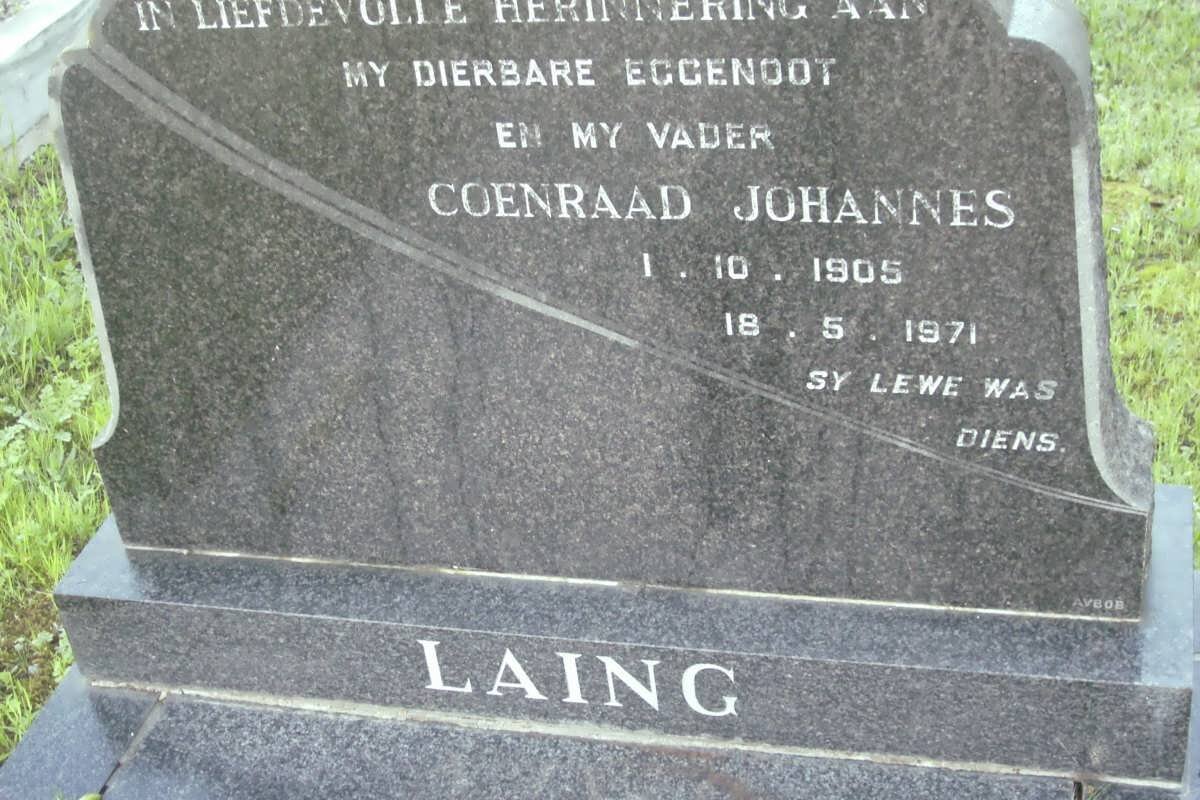 IN LIEFDEVOLLE HERINNERING AAN
MY DIERBARE EGGENOOT
EN MY VADER
COENRAAD JOHANNES
1 . 10 . 1905
18 . 5 . 1971
SY LEWE WAS
DIENS.
AVBOB
LAING